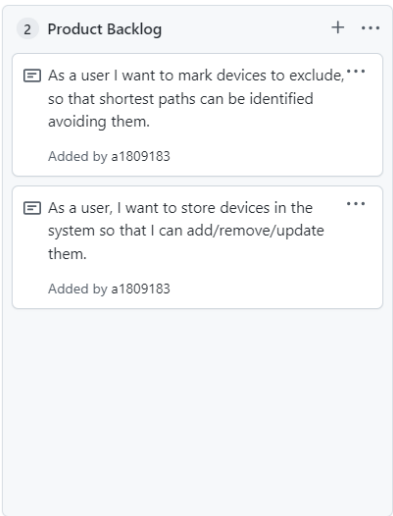 2 Product Backlog
As a user I want to mark devices to exclude,
so that shortest paths can be identified
avoiding them.
Added by a1809183
As a user, I want to store devices in the
system so that I can add/remove/update
them.
Added by a1809183